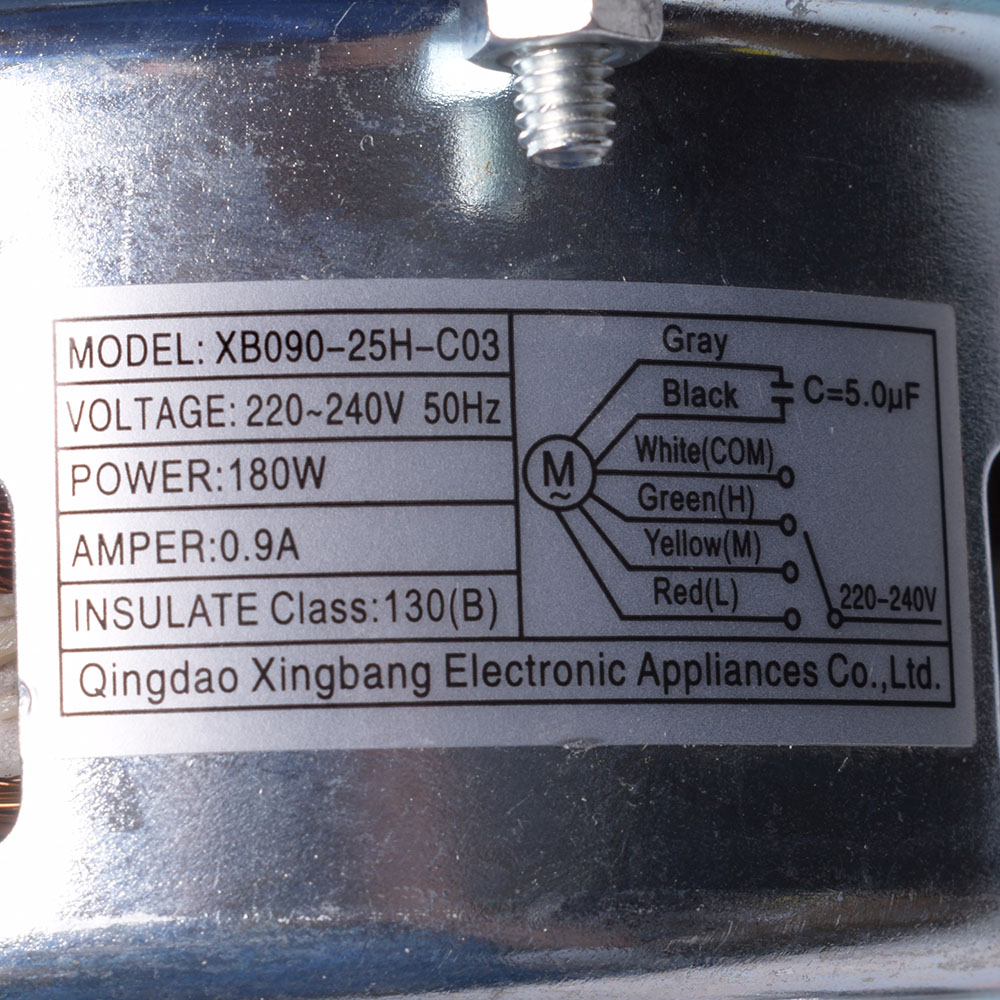 MODEL: XB090-25H-C03
VOLTAGE: 220~240V 50Hz
POWER:180W
AMPER:0.9A
INSULATE Class:130(B)
Gray
Black
C=5.0μF
M
~
White(COM)
Green(H)
Yellow(M)
Red(L)
220-240V
Qingdao Xingbang Electronic Appliances Co.,Ltd.